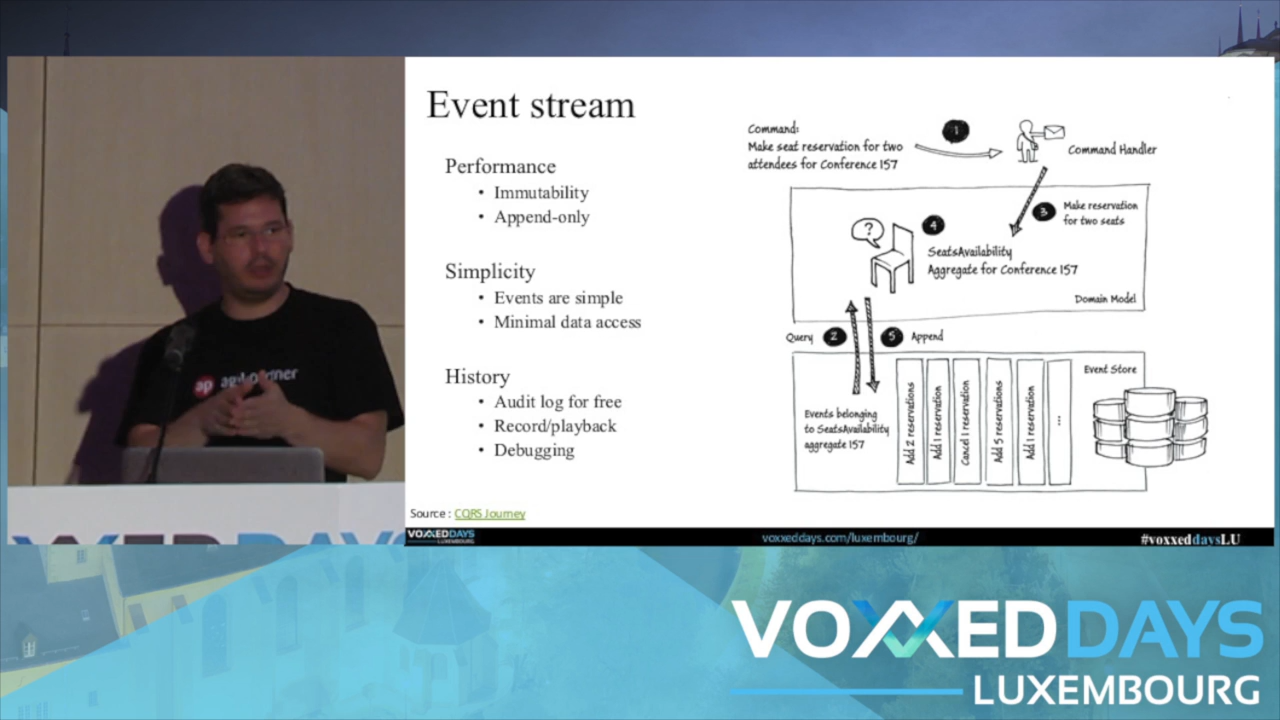 Event stream
Performance
• Immutability
• Append-only
Simplicity
• Events are simple
• Minimal data access
History
• Audit log for free
• Record/playback
• Debugging
Source : CQRS Journey
Command:
Make seat reservation for two
attendees for Conference 157
1
Command Handler
3
Make reservation
for two seats
?
4
SeatsAvailability
Aggregate for Conference 157
Domain Model
Query
2
5
Append
Event Store
Events belonging
to SeatsAvailability
aggregate 157
Add 2 reservations
Add 1 reservation
Cancel 1 reservation
Add 5 reservations
Add 1 reservation
...
VOXXEDDAYS
LUXEMBOURG
voxxeddays.com/luxembourg/
#voxxeddaysLU
ap
VOXXEDDAYS
LUXEMBOURG